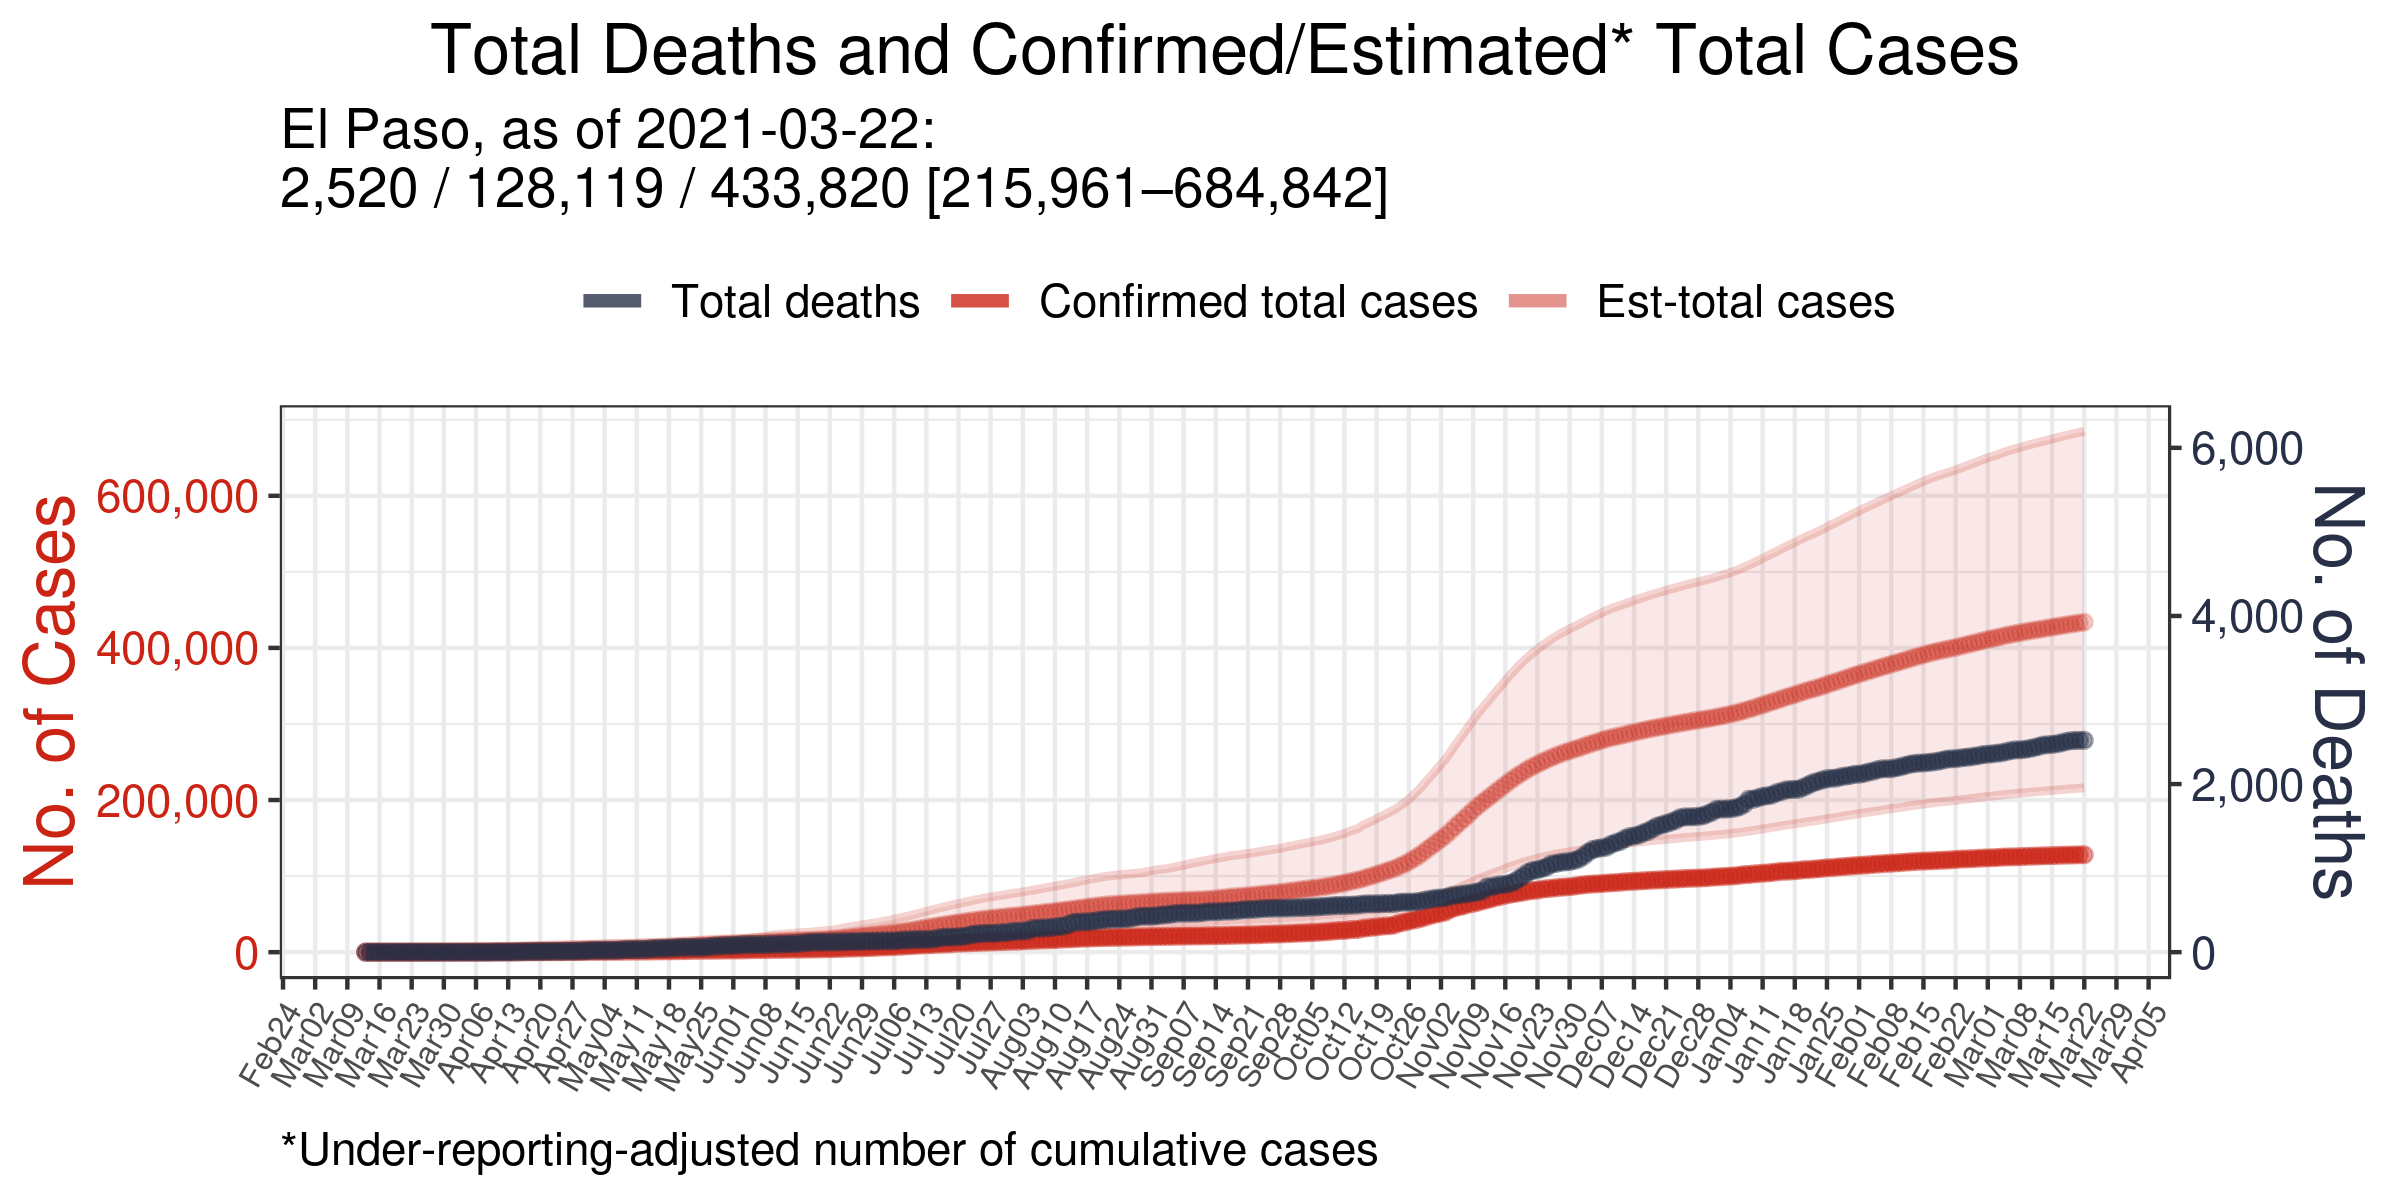 Total Deaths and Confirmed/Estimated* Total Cases
El Paso, as of 2021-03-22:
2,520 / 128,119 / 433,820 [215,961–684,842]
Total deaths
Confirmed total cases
Est-total cases
No. of Cases
600,000
400,000
200,000
0
6,000
4,000
2,000
0
No. of Deaths
Feb24
Mar02
Mar09
Mar16
Mar23
Mar30
Apr06
Apr13
Apr20
Apr27
May04
May11
May18
May25
Jun01
Jun08
Jun15
Jun22
Jun29
Jul06
Jul13
Jul20
Jul27
Aug03
Aug10
Aug17
Aug24
Aug31
Sep07
Sep14
Sep21
Sep28
Oct05
Oct12
Oct19
Oct26
Nov02
Nov09
Nov16
Nov23
Nov30
Dec07
Dec14
Dec21
Dec28
Jan04
Jan11
Jan18
Jan25
Feb01
Feb08
Feb15
Feb22
Mar01
Mar08
Mar15
Mar22
Mar29
Apr05
*Under-reporting-adjusted number of cumulative cases